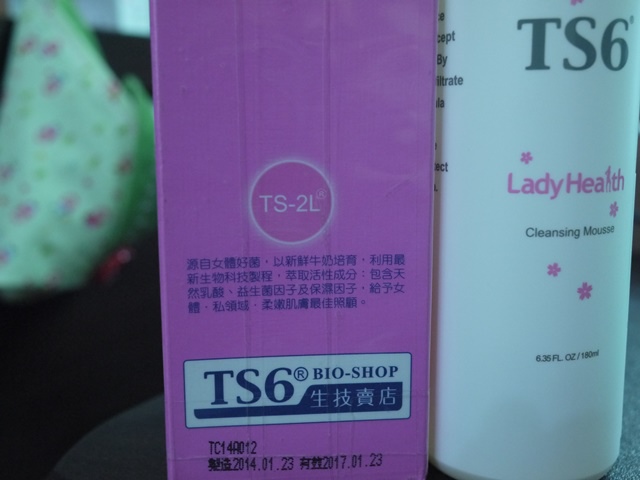 TS-2L®
源自女體好菌，以新鮮牛奶培育，利用最
新生物科技製程，萃取活性成分：包含天
然乳酸、益生菌因子及保濕因子，給予女
體．私領域．柔嫩肌膚最佳照顧。
TS6® BIO-SHOP
生技賣店
TC14A012
製造2014.01.23 有效2017.01.23
cept
By
filtrate
TS6®
LadyHealth
Cleansing Mousse
6.35 FL. OZ / 180ml